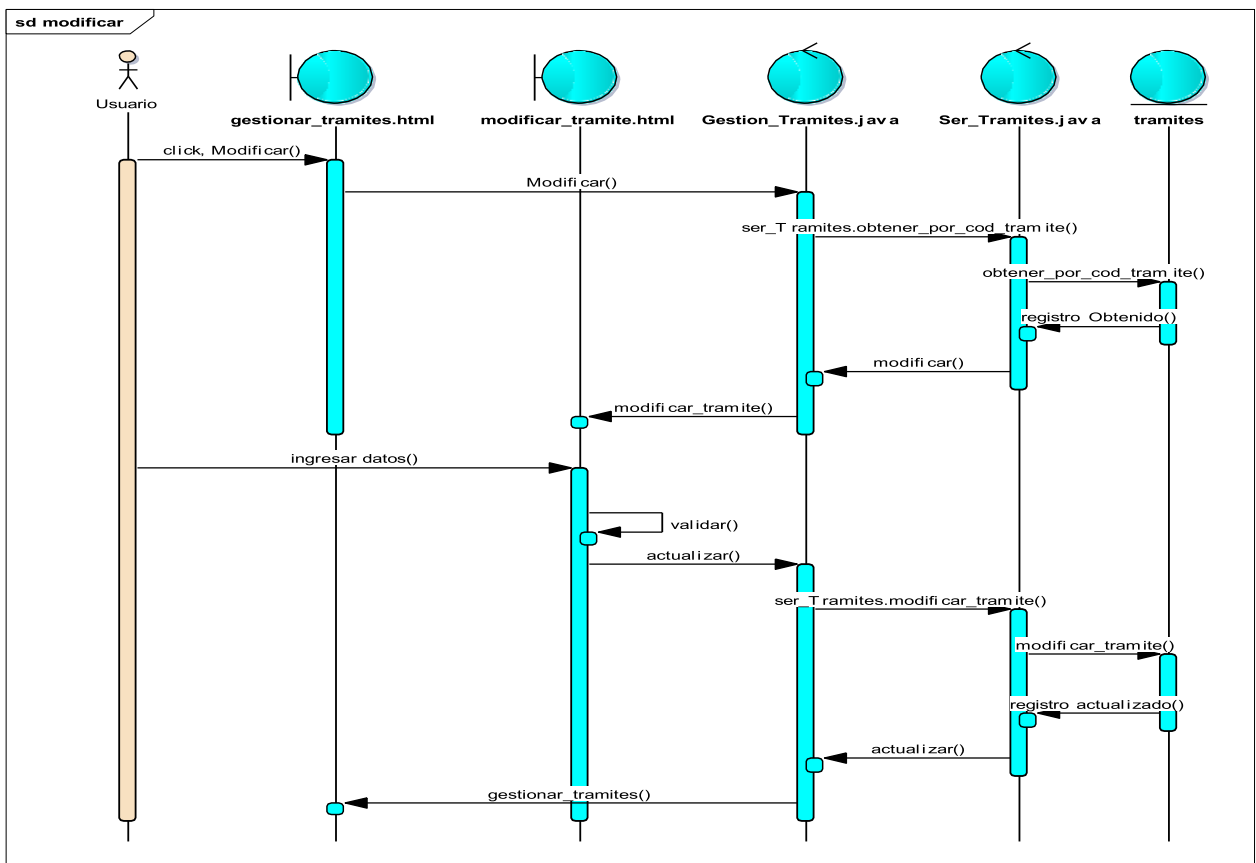 sd modificar
Usuario
gestionar_tramites.html
modificar_tramite.html
Gestion_Tramites.java
Ser_Tramites.java
tramites
click, Modificar()
Modificar()
ser_Tramites.obtener_por_cod_tramite()
obtener_por_cod_tramite()
registro Obtenido()
modificar()
modificar_tramite()
ingresar datos()
validar()
actualizar()
ser_Tramites.modificar_tramite()
modificar_tramite()
registro actualizado()
actualizar()
gestionar_tramites()